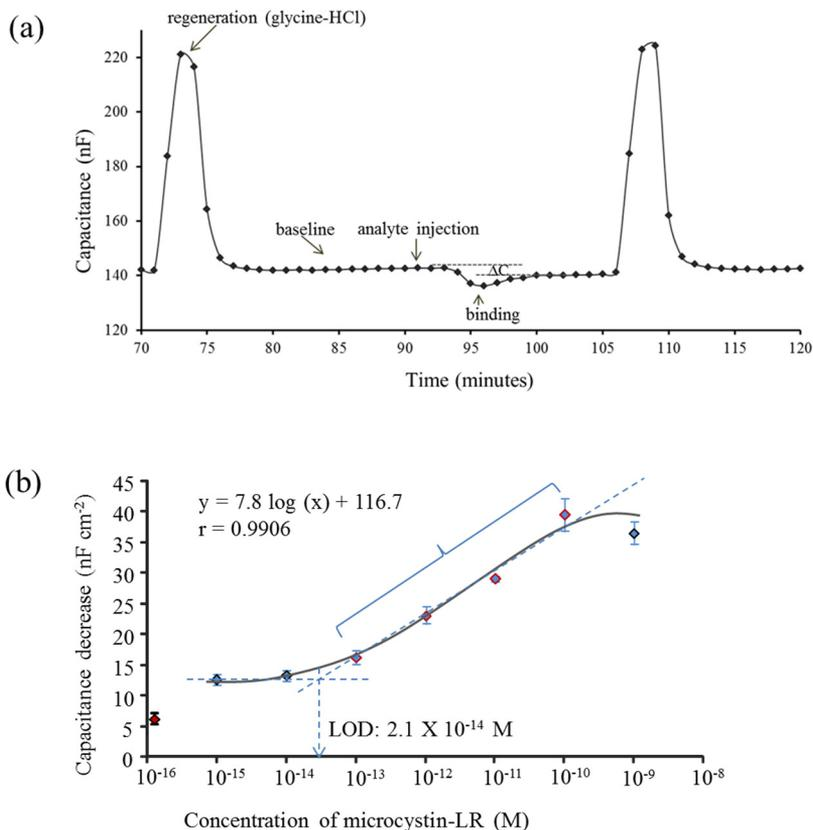 (a)
regeneration (glycine-HCl)
Capacitance (nF)
220
200
180
160
140
120
baseline
analyte injection
ΔC
binding
70 75 80 85 90 95 100 105 110 115 120
Time (minutes)
(b)
Capacitance decrease (nF cm⁻²)
45
40
35
30
25
20
15
10
5
0
y = 7.8 log (x) + 116.7
r = 0.9906
LOD: 2.1 X 10⁻¹⁴ M
10⁻¹⁶ 10⁻¹⁵ 10⁻¹⁴ 10⁻¹³ 10⁻¹² 10⁻¹¹ 10⁻¹⁰ 10⁻⁹ 10⁻⁸
Concentration of microcystin-LR (M)